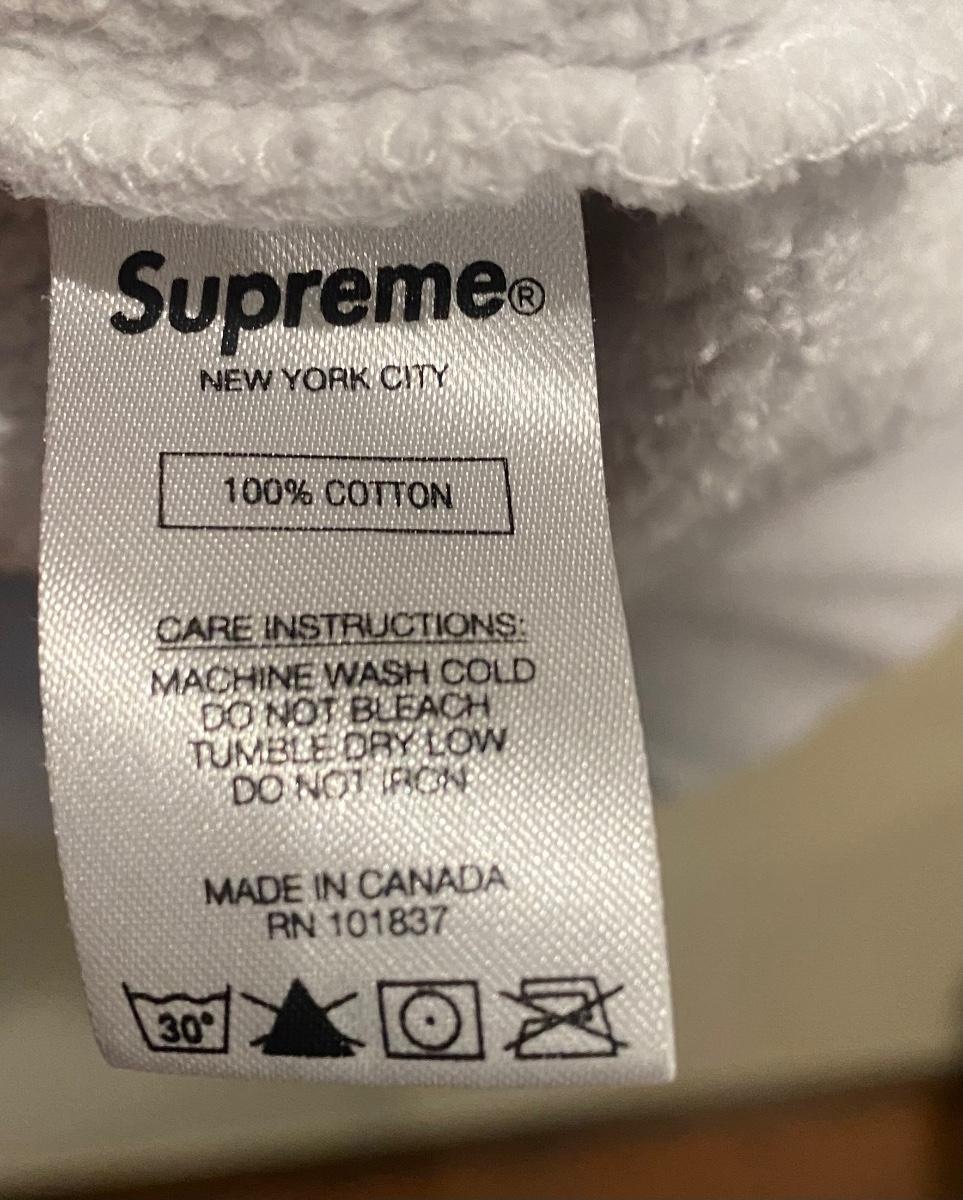 Supreme®
NEW YORK CITY
100% COTTON
CARE INSTRUCTIONS:
MACHINE WASH COLD
DO NOT BLEACH
TUMBLE DRY LOW
DO NOT IRON
MADE IN CANADA
RN 101837
30°